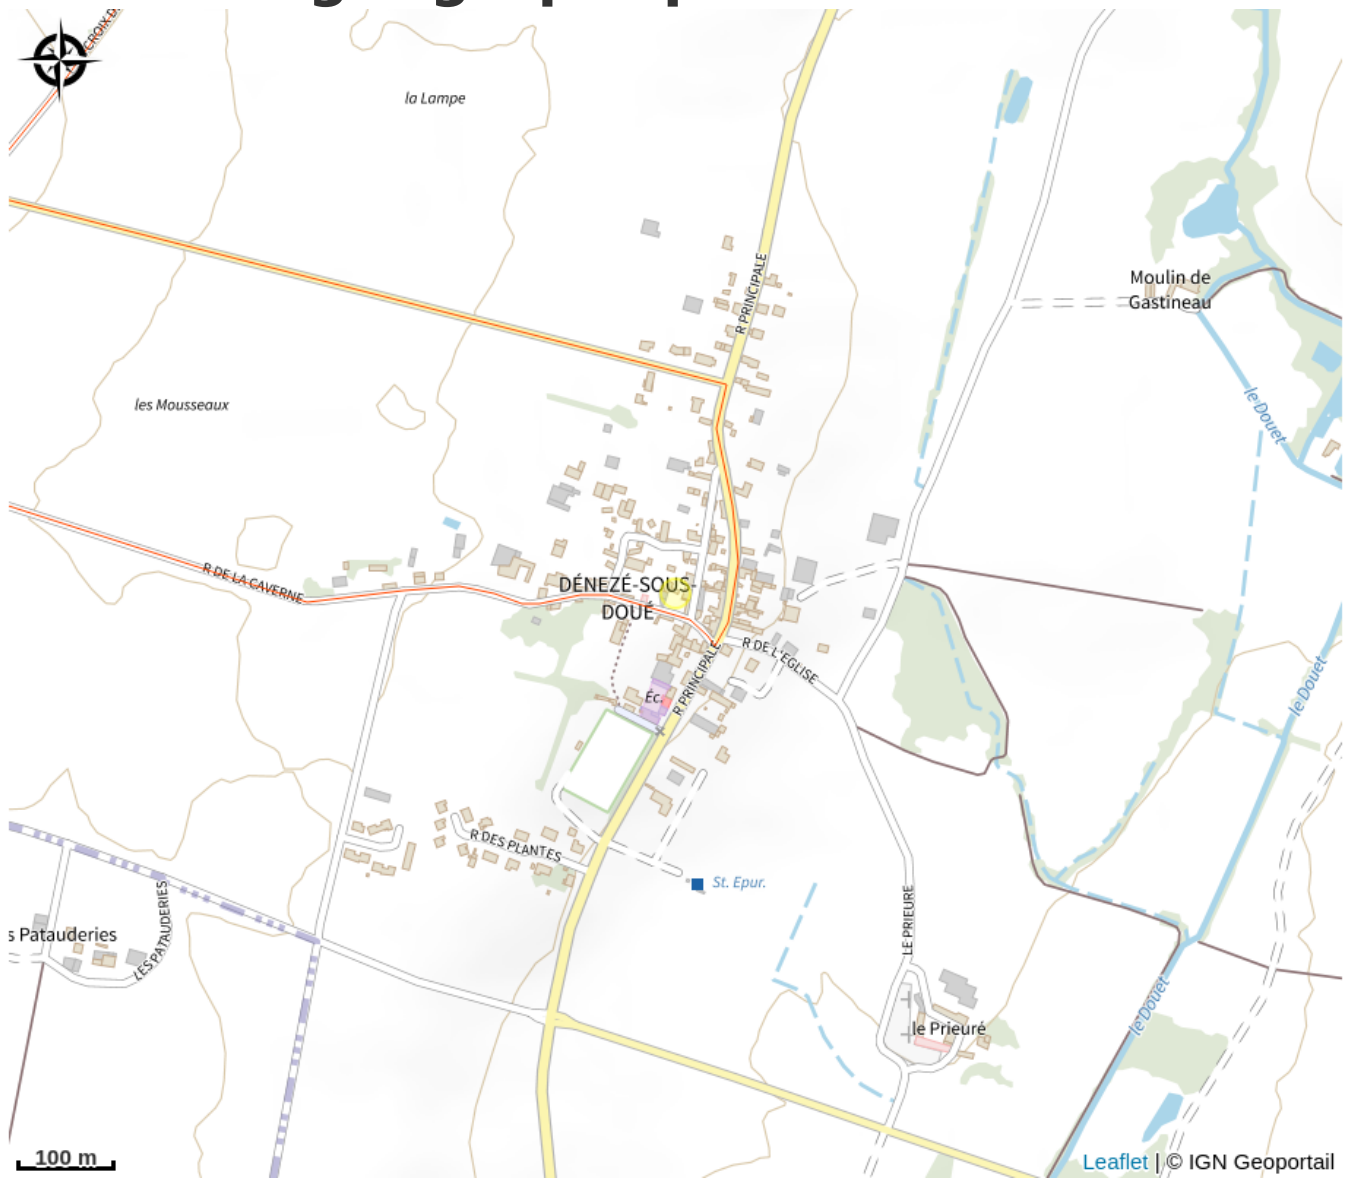 la Lampe
R PRINCIPALE
Moulin de
Gastineau
les Mousseaux
le Douet
R DE LA CAVERNE
DÉNEZÉ-SOUS-
DOUÉ
R DE L'EGLISE
Éc.
R PRINCIPALE
le Douet
R DES PLANTES
St. Epur.
LES PATAUDERIES
s Patauderies
LE PRIEURE
le Prieuré
le Douet
100 m
Leaflet | © IGN Geoportail